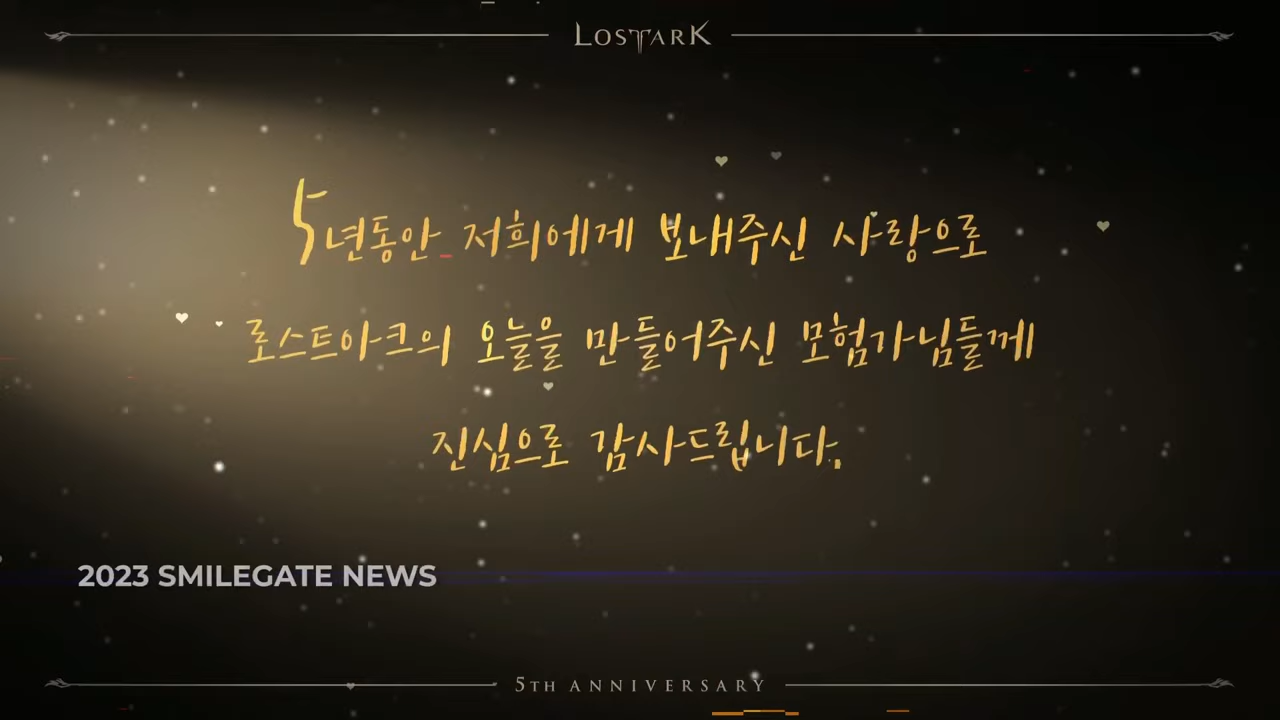 LOSTARK
5년동안 저희에게 보내주신 사랑으로
로스트아크의 오늘을 만들어주신 모험가님들께
진심으로 감사드립니다.
2023 SMILEGATE NEWS
5TH ANNIVERSARY